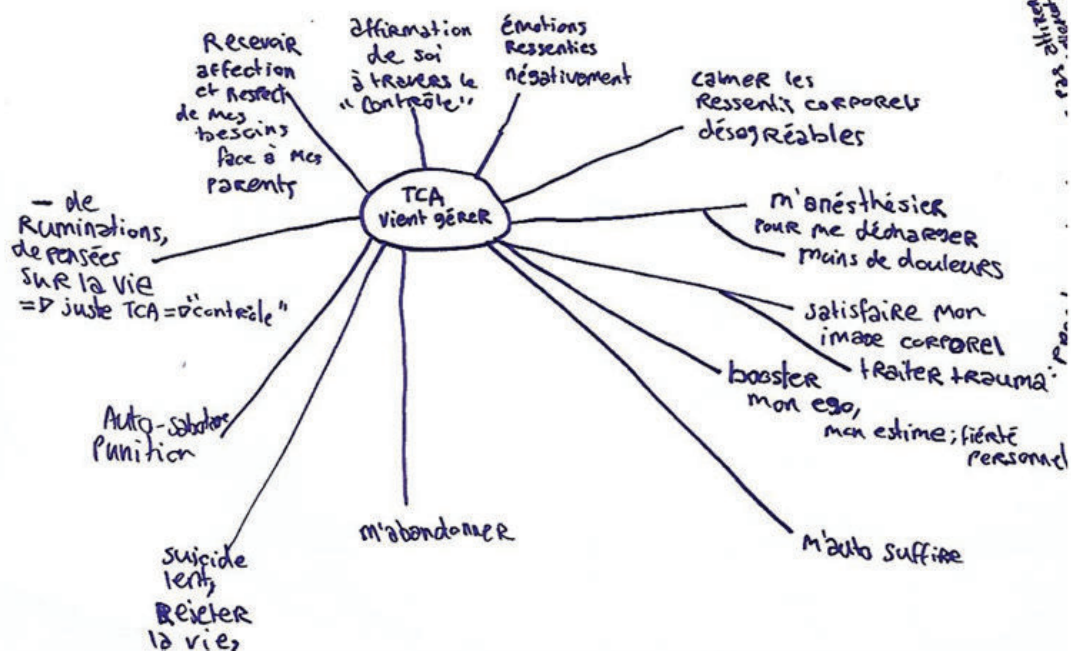 Recevoir
affection
et Respect
de mes
besoins
face à mes
parents
affirmation
de soi
à travers le
"contrôle"
émotions
Ressenties
négativement
calmer les
Ressentis corporels
désagréables
TCA
vient gérer
m'anésthésier
pour me décharger
moins de douleurs
satisfaire mon
image corporel
traiter trauma :
booster
mon ego,
mon estime ; fiérté
personnel
m'auto suffire
m'abandonner
suicide
lent,
Rejeter
la vie,
Auto-sabotage
Punition
- de
Ruminations,
de pensées
sur la vie
=> juste TCA => "contrôle"
pas attirer